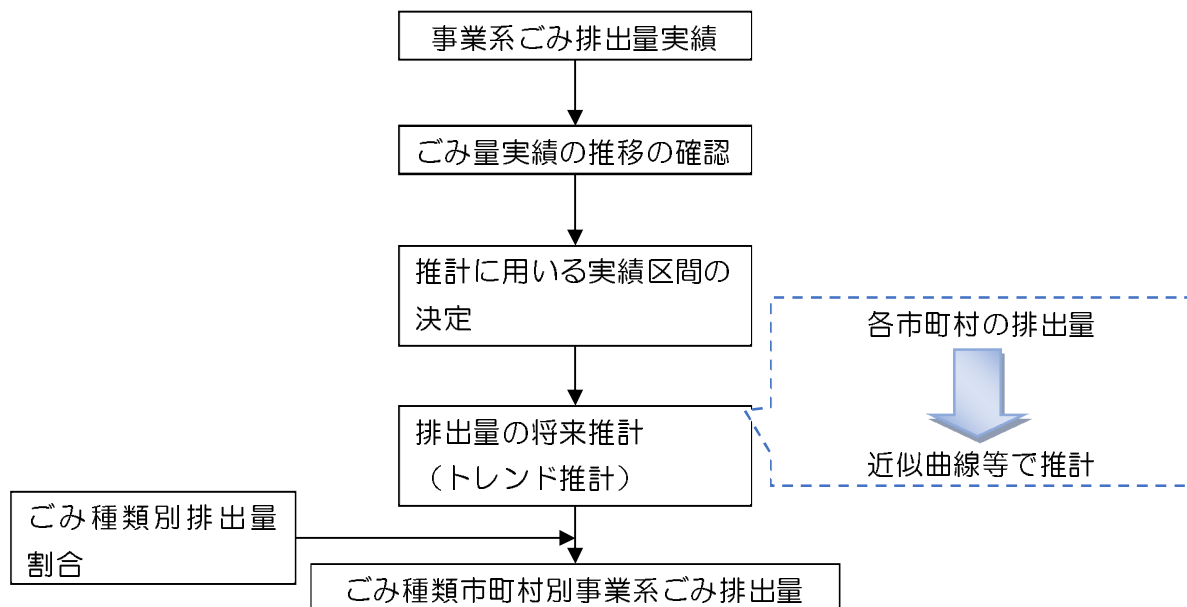 事業系ごみ排出量実績
ごみ量実績の推移の確認
推計に用いる実績区間の
決定
各市町村の排出量
近似曲線等で推計
排出量の将来推計
（トレンド推計）
ごみ種類別排出量
割合
ごみ種類市町村別事業系ごみ排出量